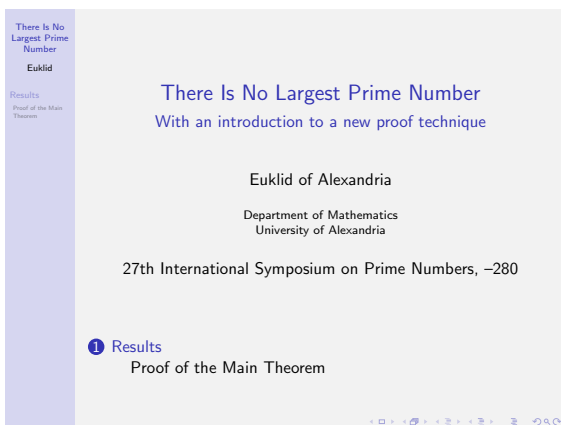 There Is No
Largest Prime
Number
Euklid
Results
Proof of the Main
Theorem
There Is No Largest Prime Number
With an introduction to a new proof technique
Euklid of Alexandria
Department of Mathematics
University of Alexandria
27th International Symposium on Prime Numbers, –280
1 Results
Proof of the Main Theorem